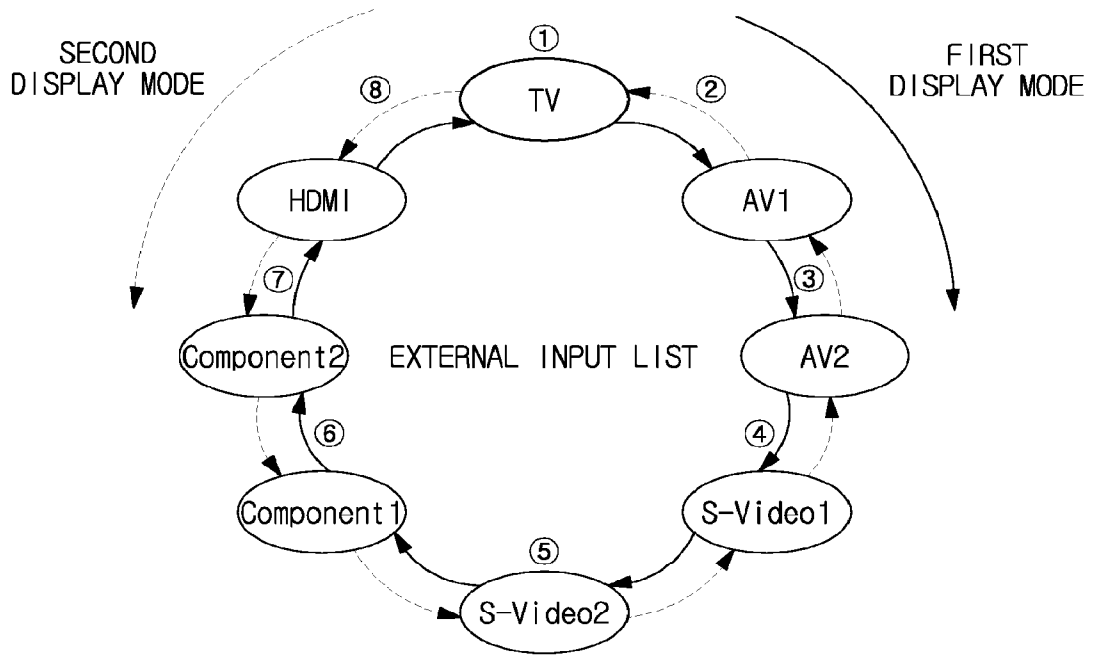 SECOND
DISPLAY MODE
FIRST
DISPLAY MODE
①
TV
⑧
②
HDMI
AV1
⑦
③
Component2
EXTERNAL INPUT LIST
AV2
⑥
④
Component1
S-Video1
⑤
S-Video2